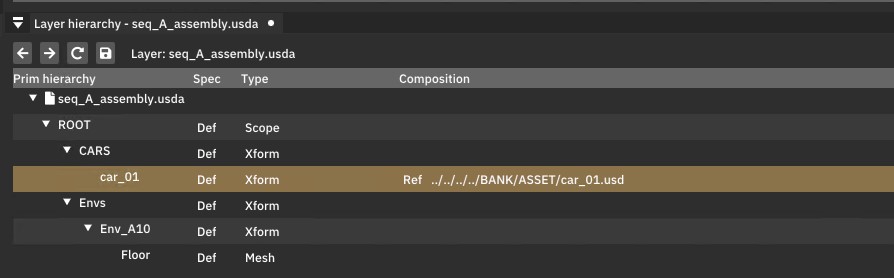 Layer hierarchy - seq_A_assembly.usda
Layer: seq_A_assembly.usda
Prim hierarchy Spec Type Composition
seq_A_assembly.usda
ROOT Def Scope
CARS Def Xform
car_01 Def Xform Ref ../../../../BANK/ASSET/car_01.usd
Envs Def Xform
Env_A10 Def Xform
Floor Def Mesh